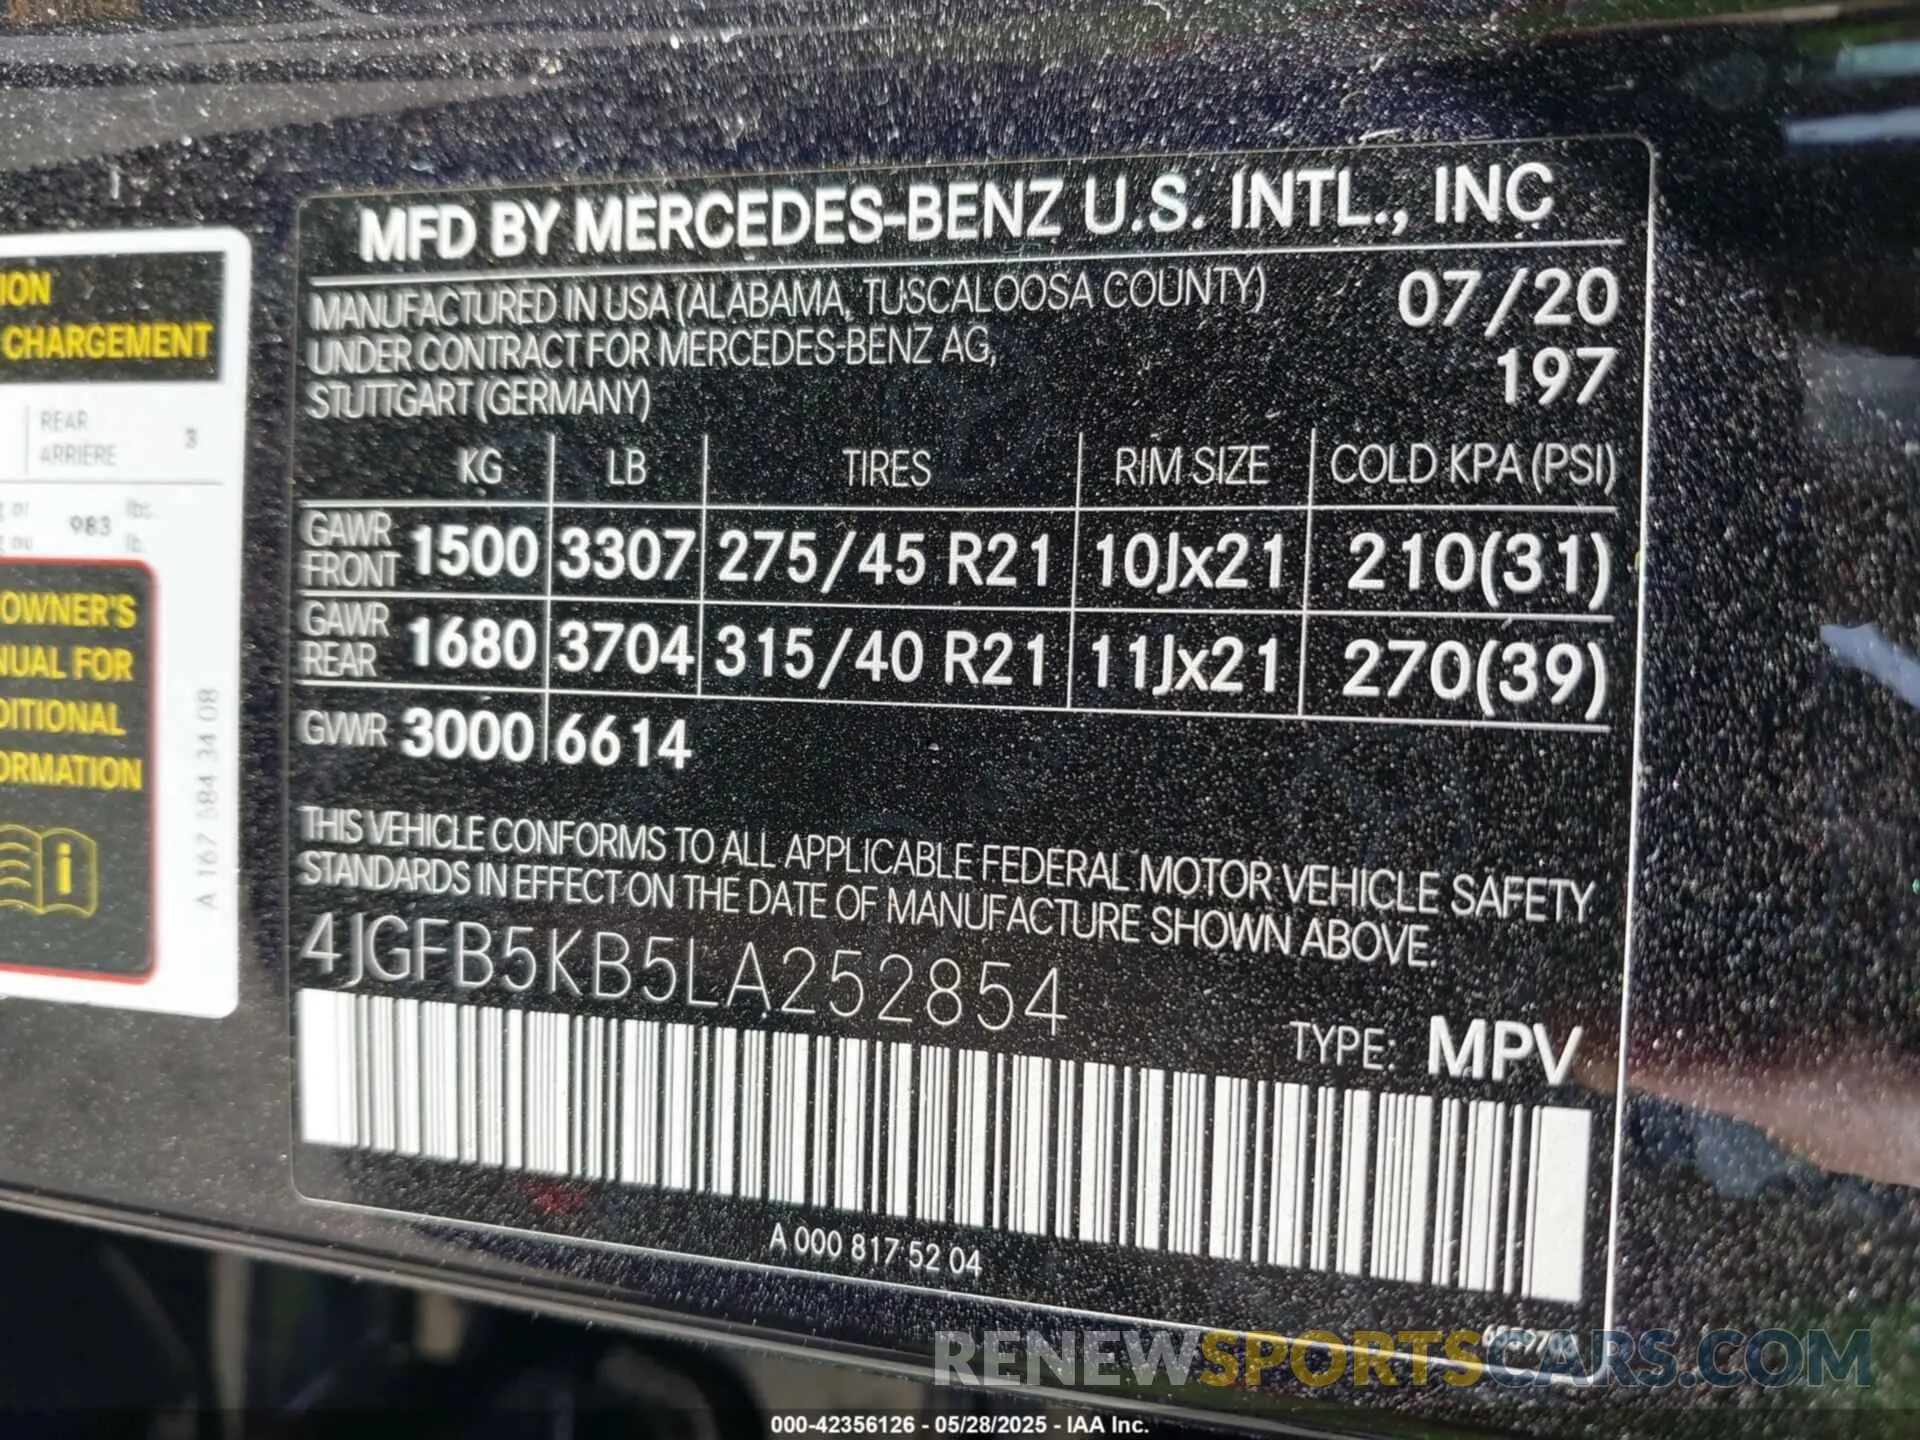 MFD BY MERCEDES-BENZ U.S. INTL., INC
MANUFACTURED IN USA (ALABAMA, TUSCALOOSA COUNTY) 07/20
UNDER CONTRACT FOR MERCEDES-BENZ AG, 197
STUTTGART (GERMANY)
KG LB TIRES RIM SIZE COLD KPA (PSI)
GAWR FRONT 1500 3307 275/45 R21 10Jx21 210(31)
GAWR REAR 1680 3704 315/40 R21 11Jx21 270(39)
GVWR 3000 6614
THIS VEHICLE CONFORMS TO ALL APPLICABLE FEDERAL MOTOR VEHICLE SAFETY
STANDARDS IN EFFECT ON THE DATE OF MANUFACTURE SHOWN ABOVE.
4JGFB5KB5LA252854
TYPE: MPV
A 000 817 52 04
ION
CHARGEMENT
REAR
ARRIÈRE 3
983 lbs.
lb.
OWNER'S
NUAL FOR
DITIONAL
ORMATION
A 167 584 34 08
RENEWSPORTSCARS.COM
000-42356126 - 05/28/2025 - IAA Inc.